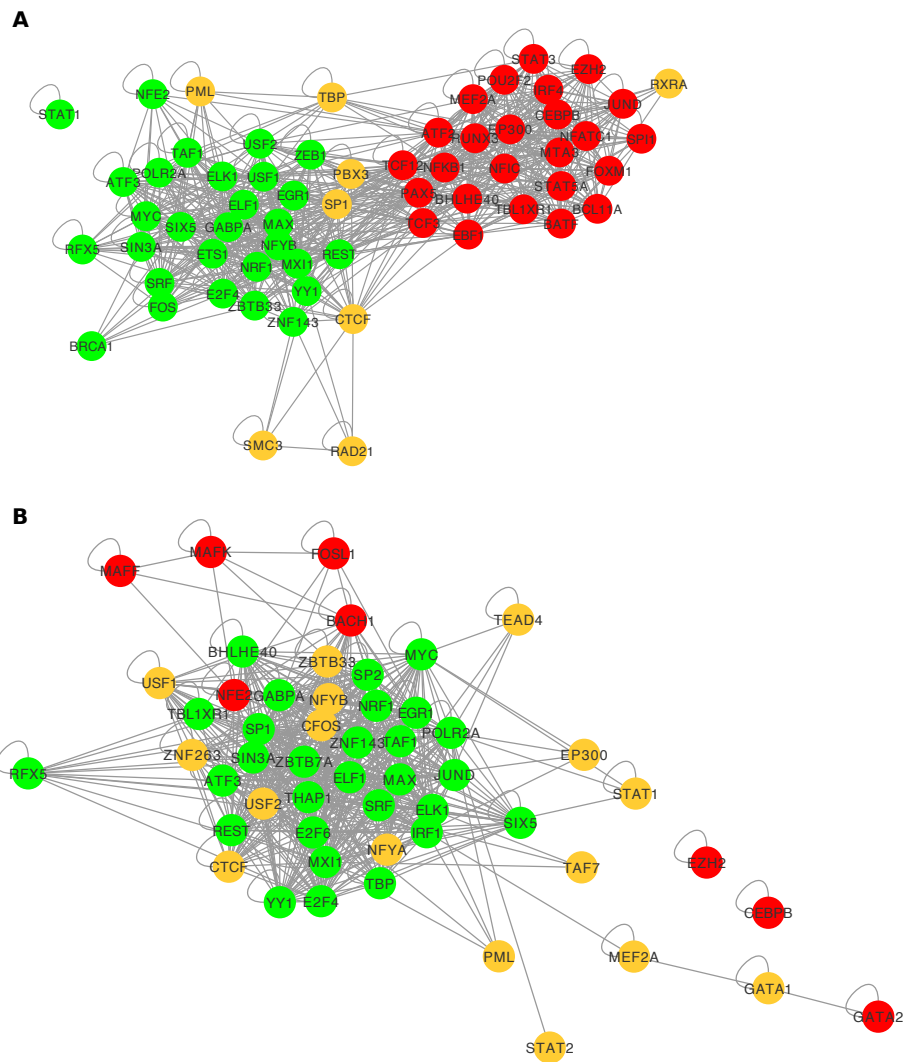 A
STAT3
EZH2
POU2F2
RXRA
NFE2
PML
IRF4
TBP
MEF2A
JUND
STAT1
CEBPB
EP300
ATF2
RUNX3
NFATC1
SPI1
USF2
TAF1
ZEB1
MTA3
TCF12
NFKB1
NFIC
FOXM1
POLR2A
ELK1
USF1
PBX3
ATF3
STAT5A
PAX5
BHLHE40
EGR1
ELF1
SP1
TBL1XR1
BCL11A
MYC
SIX5
GABPA
MAX
TCF3
BATF
EBF1
RFX5
SIN3A
ETS1
NFYB
REST
NRF1
MXI1
SRF
E2F4
YY1
FOS
ZBTB33
ZNF143
CTCF
BRCA1
SMC3
RAD21
B
MAFK
FOSL1
MAFF
BACH1
TEAD4
BHLHE40
MYC
ZBTB33
SP2
USF1
NFE2
GABPA
NFYB
NRF1
EGR1
TBL1XR1
CFOS
SP1
POLR2A
ZNF143
TAF1
ZNF263
SIN3A
EP300
ZBTB7A
RFX5
ATF3
ELF1
MAX
JUND
STAT1
USF2
THAP1
SRF
ELK1
SIX5
REST
E2F6
IRF1
NFYA
CTCF
MXI1
TAF7
EZH2
TBP
YY1
E2F4
CEBPB
PML
MEF2A
GATA1
GATA2
STAT2